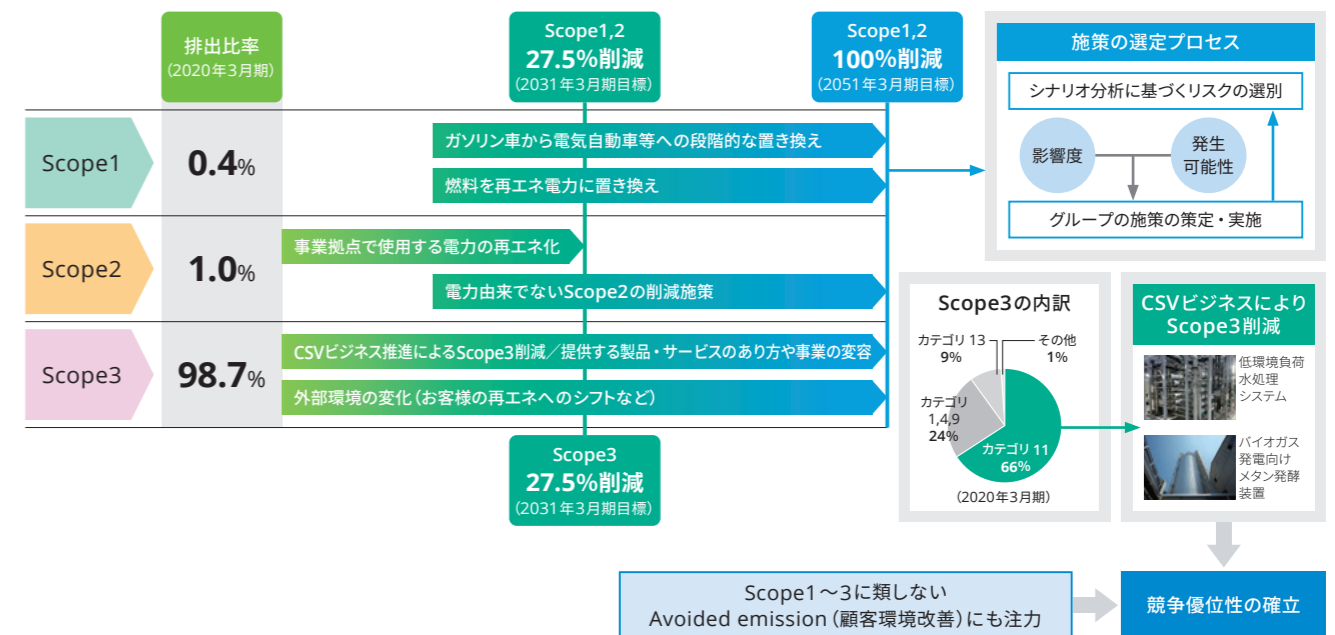 排出比率
（2020年3月期）
Scope1,2
27.5%削減
（2031年3月期目標）
Scope1,2
100%削減
（2051年3月期目標）
Scope1
0.4%
ガソリン車から電気自動車等への段階的な置き換え
燃料を再エネ電力に置き換え
Scope2
1.0%
事業拠点で使用する電力の再エネ化
電力由来でないScope2の削減施策
Scope3
98.7%
CSVビジネス推進によるScope3削減／提供する製品・サービスのあり方や事業の変容
外部環境の変化（お客様の再エネへのシフトなど）
Scope3
27.5%削減
（2031年3月期目標）
施策の選定プロセス
シナリオ分析に基づくリスクの選別
影響度
発生
可能性
グループの施策の策定・実施
Scope3の内訳
カテゴリ 13
9%
その他
1%
カテゴリ
1,4,9
24%
カテゴリ 11
66%
（2020年3月期）
CSVビジネスにより
Scope3削減
低環境負荷
水処理
システム
バイオガス
発電向け
メタン発酵
装置
Scope1～3に類しない
Avoided emission（顧客環境改善）にも注力
競争優位性の確立